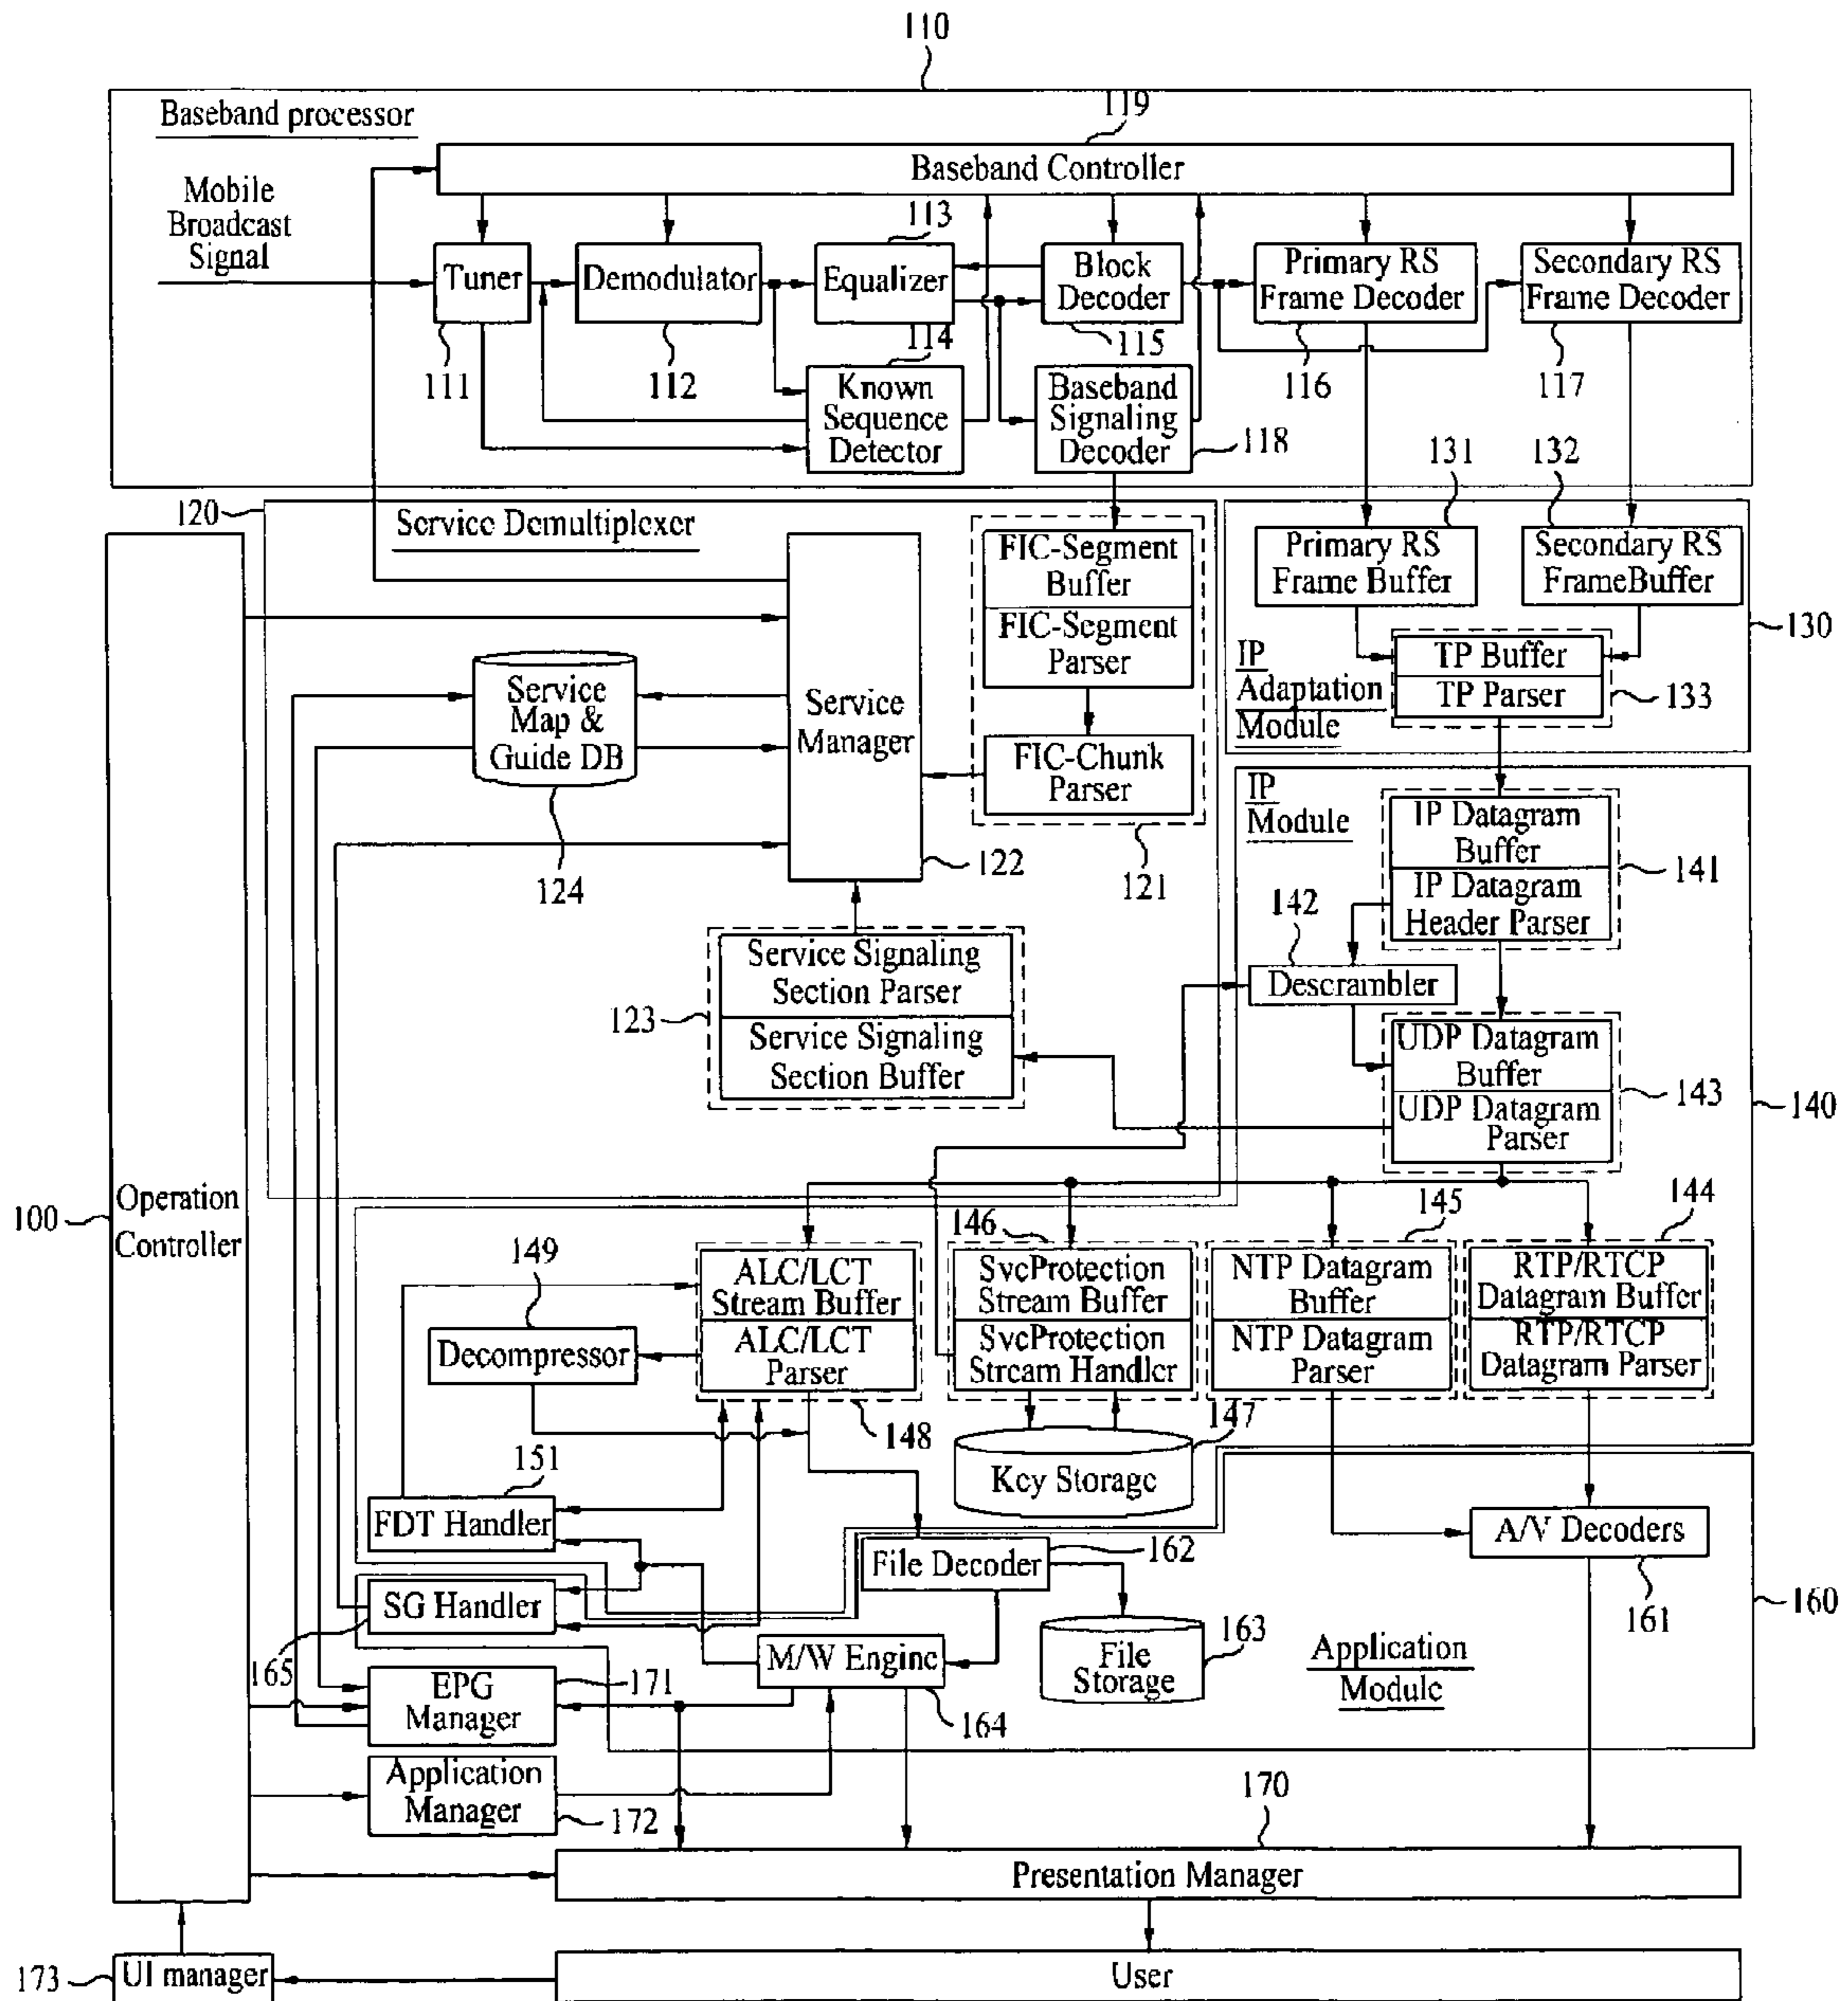 110
Baseband processor
119
Baseband Controller
Mobile
Broadcast
Signal
113
Tuner
Demodulator
Equalizer
Block
Decoder
Primary RS
Frame Decoder
Secondary RS
Frame Decoder
111
112
114
115
116
117
Known
Sequence
Detector
Baseband
Signaling
Decoder
118
131
132
120
Service Demultiplexer
FIC-Segment
Buffer
FIC-Segment
Parser
FIC-Chunk
Parser
121
Primary RS
Frame Buffer
Secondary RS
FrameBuffer
130
TP Buffer
TP Parser
133
IP
Adaptation
Module
Service
Map &
Guide DB
124
Service
Manager
122
IP
Module
IP Datagram
Buffer
IP Datagram
Header Parser
141
142
Descrambler
Service Signaling
Section Parser
Service Signaling
Section Buffer
123
UDP Datagram
Buffer
UDP Datagram
Parser
143
140
100
Operation
Controller
149
Decompressor
ALC/LCT
Stream Buffer
ALC/LCT
Parser
148
146
SvcProtection
Stream Buffer
SvcProtection
Stream Handler
145
NTP Datagram
Buffer
NTP Datagram
Parser
144
RTP/RTCP
Datagram Buffer
RTP/RTCP
Datagram Parser
147
Key Storage
151
FDT Handler
File Decoder
162
A/V Decoders
161
160
SG Handler
165
M/W Engine
164
File
Storage
163
Application
Module
EPG
Manager
171
Application
Manager
172
170
Presentation Manager
173
UI manager
User